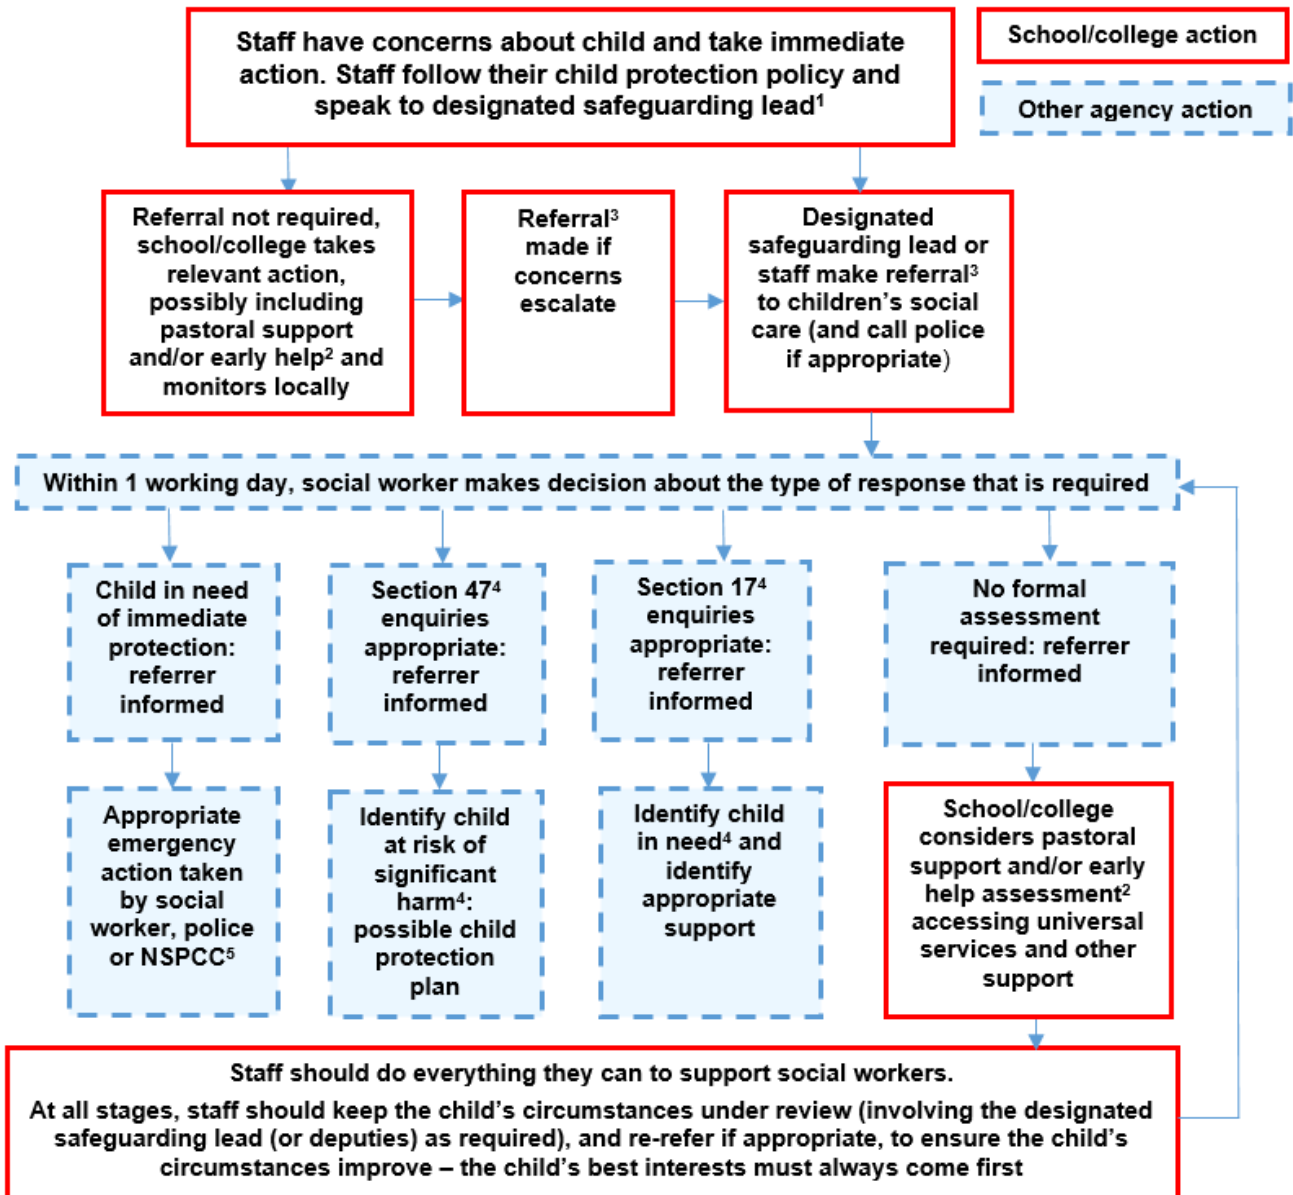 Staff have concerns about child and take immediate
action. Staff follow their child protection policy and
speak to designated safeguarding lead¹
School/college action
Other agency action
Referral not required,
school/college takes
relevant action,
possibly including
pastoral support
and/or early help² and
monitors locally
Referral³
made if
concerns
escalate
Designated
safeguarding lead or
staff make referral³
to children’s social
care (and call police
if appropriate)
Within 1 working day, social worker makes decision about the type of response that is required
Child in need
of immediate
protection:
referrer
informed
Section 47⁴
enquiries
appropriate:
referrer
informed
Section 17⁴
enquiries
appropriate:
referrer
informed
No formal
assessment
required: referrer
informed
Appropriate
emergency
action taken
by social
worker, police
or NSPCC⁵
Identify child
at risk of
significant
harm⁴:
possible child
protection
plan
Identify child
in need⁴ and
identify
appropriate
support
School/college
considers pastoral
support and/or early
help assessment²
accessing universal
services and other
support
Staff should do everything they can to support social workers.
At all stages, staff should keep the child’s circumstances under review (involving the designated
safeguarding lead (or deputies) as required), and re-refer if appropriate, to ensure the child’s
circumstances improve – the child’s best interests must always come first